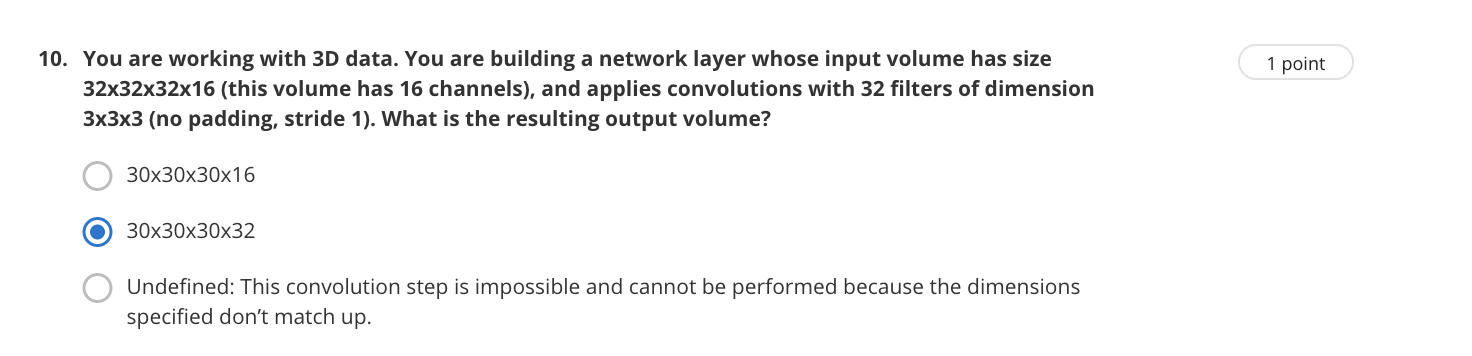 10. You are working with 3D data. You are building a network layer whose input volume has size
1 point
32x32x32x16 (this volume has 16 channels), and applies convolutions with 32 filters of dimension
3x3x3 (no padding, stride 1). What is the resulting output volume?
30x30x30x16
30x30x30x32
Undefined: This convolution step is impossible and cannot be performed because the dimensions
specified don’t match up.